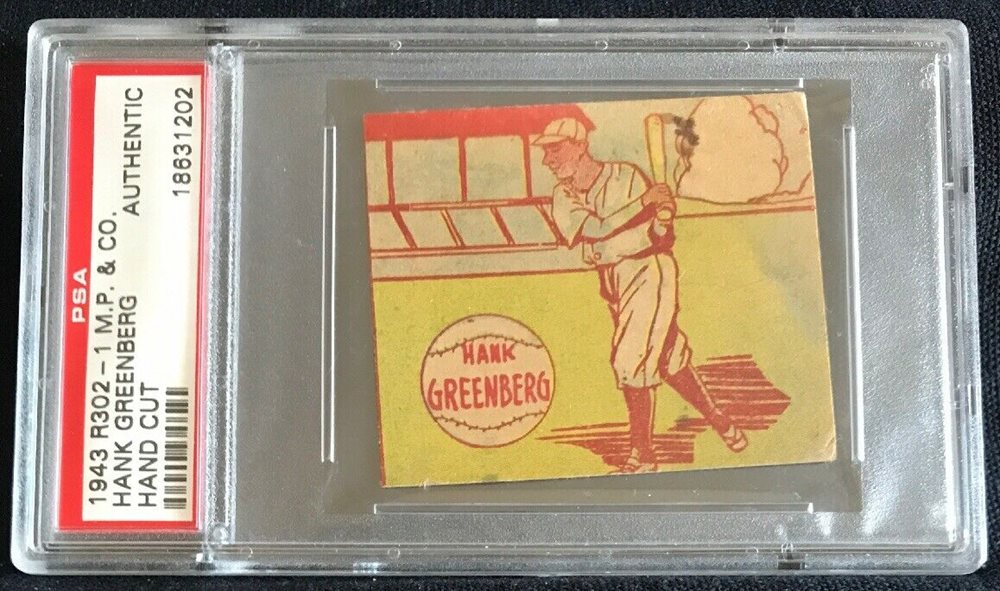 PSA
1943 R302-1 M.P. & CO.
HANK GREENBERG
AUTHENTIC
HAND CUT
18631202
HANK
GREENBERG